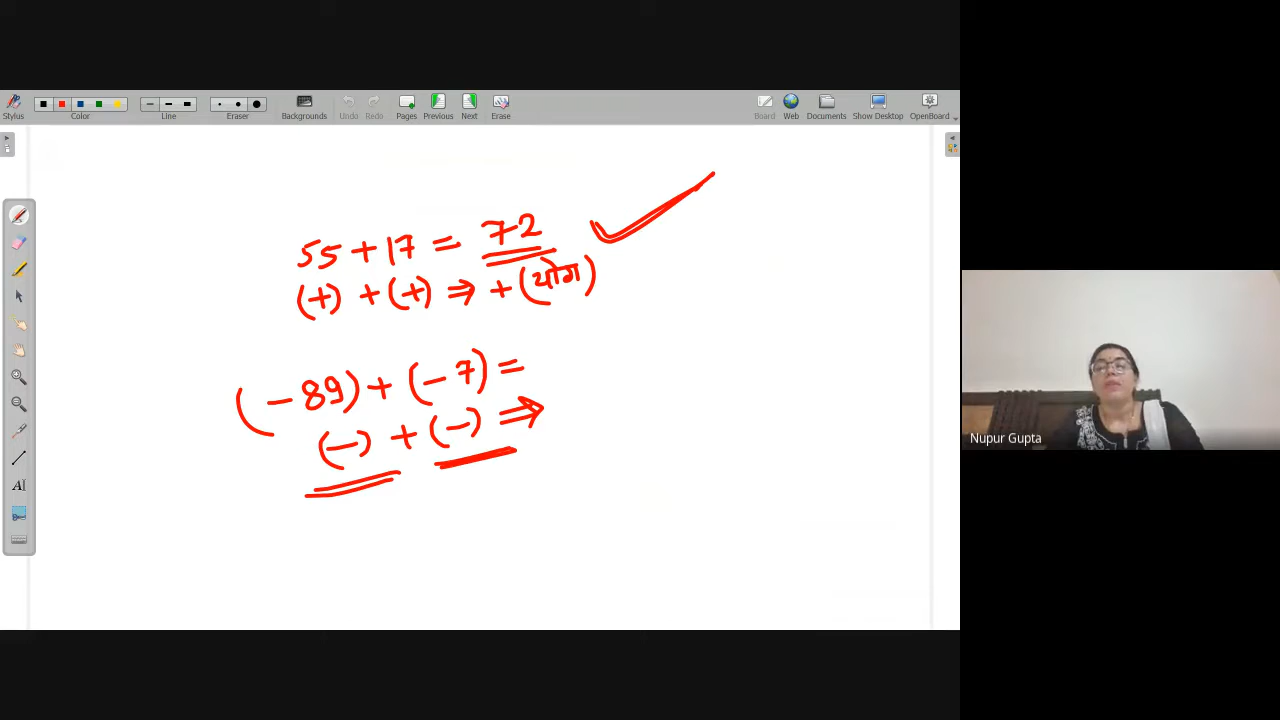 Stylus
Color
Line
Eraser
Backgrounds
Undo
Redo
Pages
Previous
Next
Erase
Board
Web
Documents
Show Desktop
OpenBoard
55 + 17 = 72
(+) + (+) ⇒ + (योग)
(-89) + (-7) =
(-) + (-) ⇒
Nupur Gupta